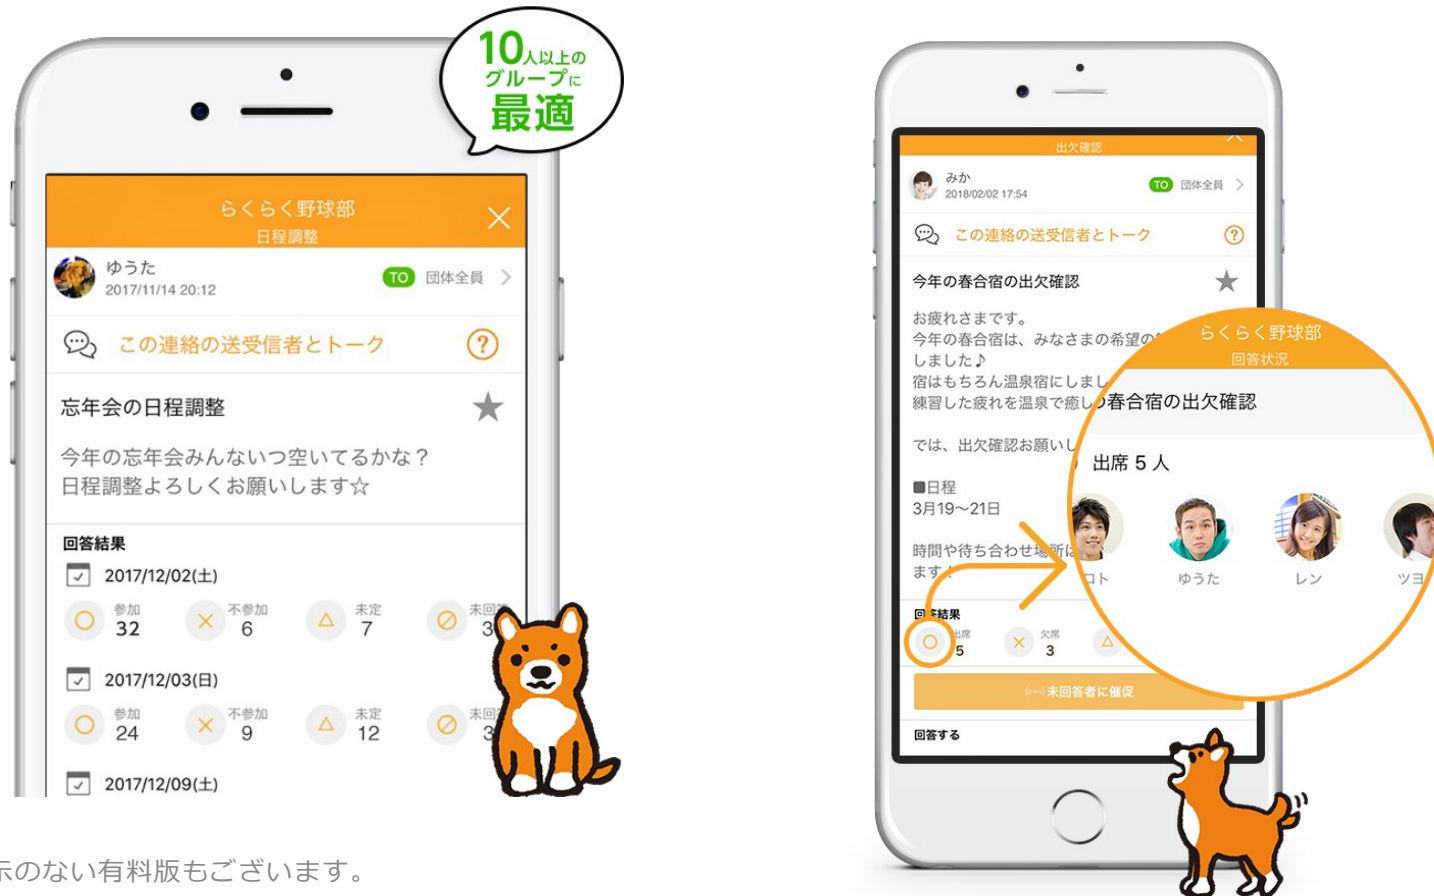 10人以上の
グループに
最適
らくらく野球部
日程調整
ゆうた
2017/11/14 20:12
TO 団体全員
この連絡の送受信者とトーク
?
忘年会の日程調整
今年の忘年会みんないつ空いてるかな？
日程調整よろしくお願いします☆
回答結果
2017/12/02(土)
参加 不参加 未定 未回答
32 6 7 3
2017/12/03(日)
参加 不参加 未定 未回
24 9 12 3
2017/12/09(土)
示のない有料版もございます。
出欠確認
みか
2018/02/02 17:54
TO 団体全員
この連絡の送受信者とトーク
?
今年の春合宿の出欠確認
お疲れさまです。
今年の春合宿は、みなさまの希望の
しました♪
宿はもちろん温泉宿にしまし
練習した疲れを温泉で癒し
では、出欠確認お願いし
■日程
3月19〜21日
時間や待ち合わせ場所は
ます！
回答結果
出席 欠席
5 3
未回答者に催促
回答する
らくらく野球部
回答状況
春合宿の出欠確認
出席 5 人
コト ゆうた レン ツヨ